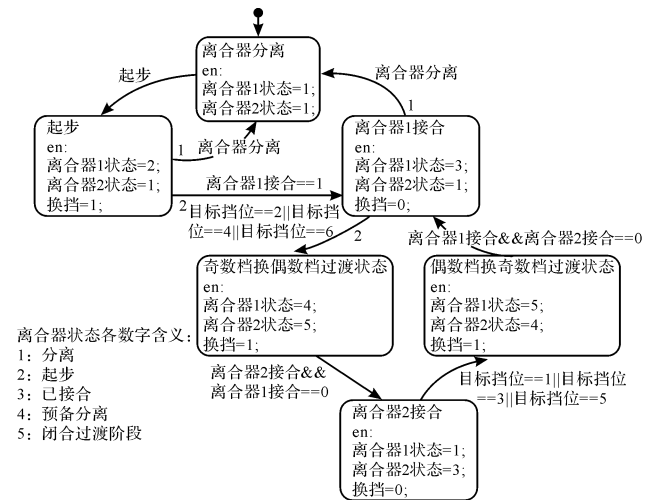 离合器分离
en:
离合器1状态=1;
离合器2状态=1;
起步
离合器分离
1
起步
en:
离合器1状态=2;
离合器2状态=1;
换挡=1;
1
离合器分离
离合器1接合
en:
离合器1状态=3;
离合器2状态=1;
换挡=0;
离合器1接合==1
2
目标挡位==2||目标挡
位==4||目标挡位==6
2
离合器1接合&&离合器2接合==0
奇数档换偶数档过渡状态
en:
离合器1状态=4;
离合器2状态=5;
换挡=1;
偶数档换奇数档过渡状态
en:
离合器1状态=5;
离合器2状态=4;
换挡=1;
离合器状态各数字含义:
1: 分离
2: 起步
3: 已接合
4: 预备分离
5: 闭合过渡阶段
离合器2接合&&
离合器1接合==0
目标挡位==1||目标挡位
==3||目标挡位==5
离合器2接合
en:
离合器1状态=1;
离合器2状态=3;
换挡=0;